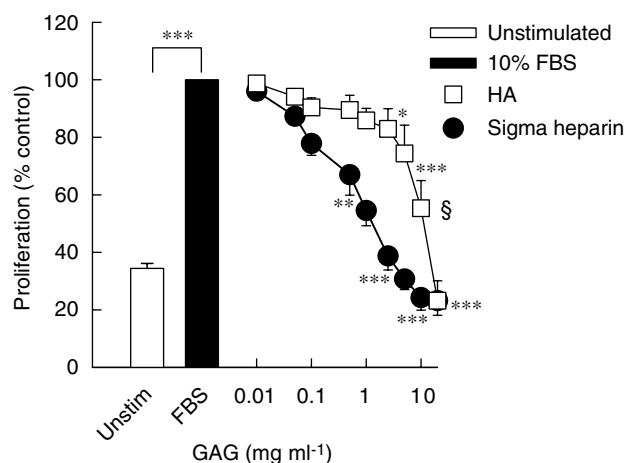 120
100
80
60
40
20
0
Proliferation (% control)
***
**
***
***
*
***
§
***
Unstim
FBS
0.01
0.1
1
10
GAG (mg ml-1)
Unstimulated
10% FBS
HA
Sigma heparin